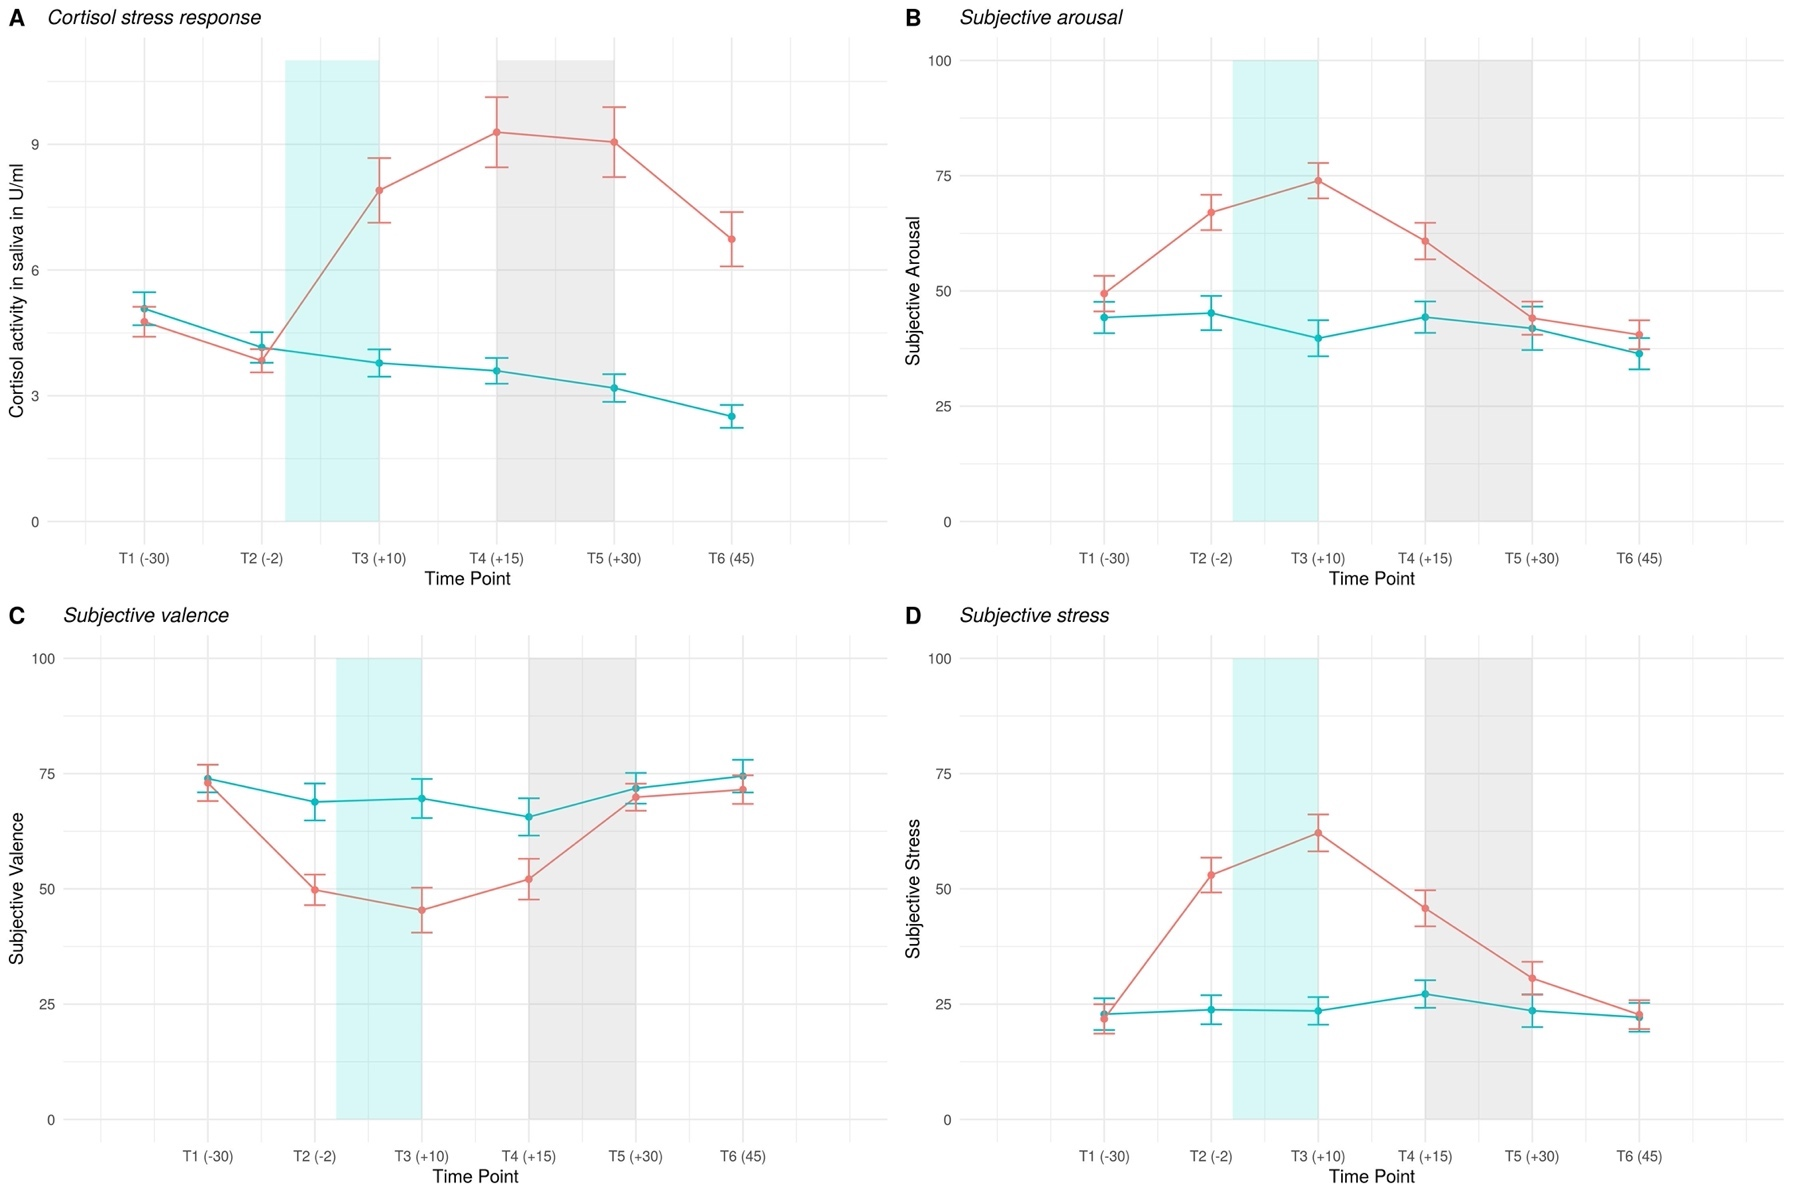 A Cortisol stress response
Cortisol activity in saliva in U/ml
9
6
3
0
T1 (-30) T2 (-2) T3 (+10) T4 (+15) T5 (+30) T6 (45)
Time Point
B Subjective arousal
Subjective Arousal
100
75
50
25
0
T1 (-30) T2 (-2) T3 (+10) T4 (+15) T5 (+30) T6 (45)
Time Point
C Subjective valence
Subjective Valence
100
75
50
25
0
T1 (-30) T2 (-2) T3 (+10) T4 (+15) T5 (+30) T6 (45)
Time Point
D Subjective stress
Subjective Stress
100
75
50
25
0
T1 (-30) T2 (-2) T3 (+10) T4 (+15) T5 (+30) T6 (45)
Time Point